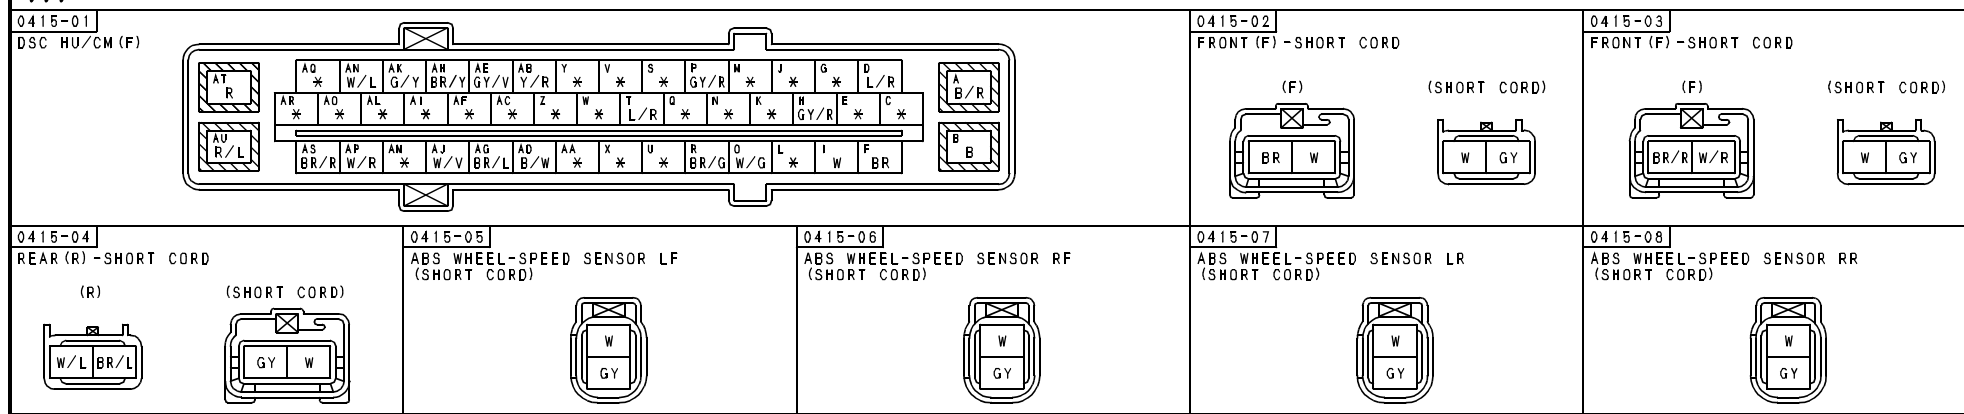 0415-01
DSC HU/CM(F)
AT R
AU R/L
AQ * AN W/L AK G/Y AH BR/Y AE GY/V AB Y/R Y * V * S * P GY/R M * J * G * D L/R
AR * AO * AL * AI * AF * AC * Z * W * T L/R Q * N * K * H GY/R E * C *
AS BR/R AP W/R AM * AJ W/V AG BR/L AD B/W AA * X * U * R BR/G O W/G L * I W F BR
A B/R
B B
0415-02
FRONT(F)-SHORT CORD
(F) (SHORT CORD)
BR W W GY
0415-03
FRONT(F)-SHORT CORD
(F) (SHORT CORD)
BR/R W/R W GY
0415-04
REAR(R)-SHORT CORD
(R) (SHORT CORD)
W/L BR/L GY W
0415-05
ABS WHEEL-SPEED SENSOR LF
(SHORT CORD)
W
GY
0415-06
ABS WHEEL-SPEED SENSOR RF
(SHORT CORD)
W
GY
0415-07
ABS WHEEL-SPEED SENSOR LR
(SHORT CORD)
W
GY
0415-08
ABS WHEEL-SPEED SENSOR RR
(SHORT CORD)
W
GY